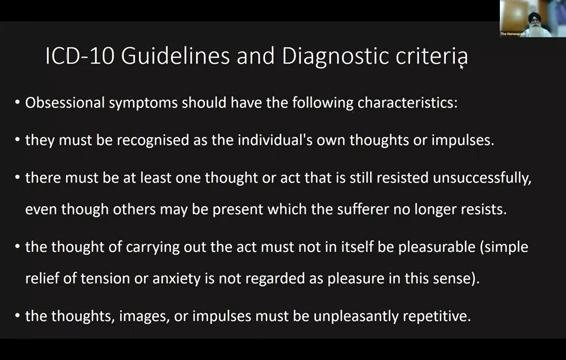 ICD-10 Guidelines and Diagnostic criteria
• Obsessional symptoms should have the following characteristics:
• they must be recognised as the individual's own thoughts or impulses.
• there must be at least one thought or act that is still resisted unsuccessfully,
even though others may be present which the sufferer no longer resists.
• the thought of carrying out the act must not in itself be pleasurable (simple
relief of tension or anxiety is not regarded as pleasure in this sense).
• the thoughts, images, or impulses must be unpleasantly repetitive.